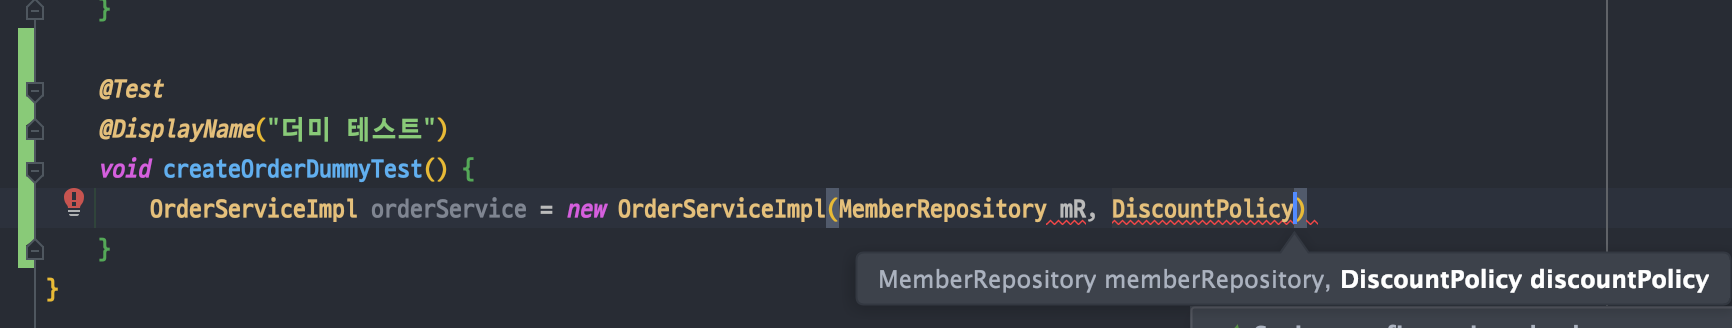 }
@Test
@DisplayName("더미 테스트")
void createOrderDummyTest() {
OrderServiceImpl orderService = new OrderServiceImpl(MemberRepository mR, DiscountPolicy)
}
MemberRepository memberRepository, DiscountPolicy discountPolicy
}